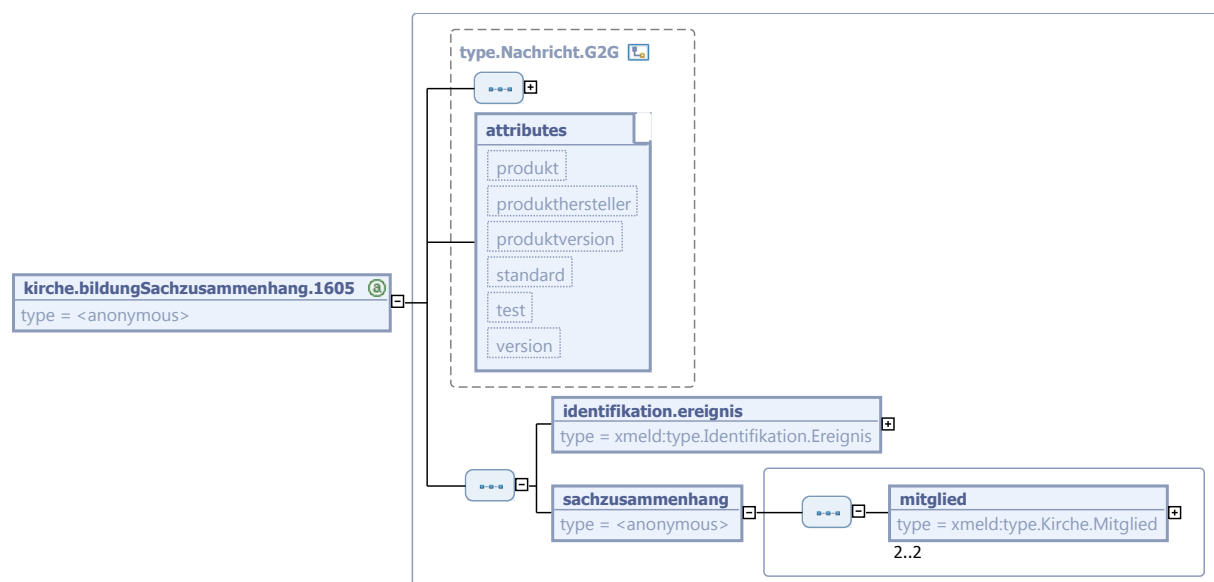 type.Nachricht.G2G
attributes
produkt
produkthersteller
produktversion
standard
test
version
kirche.bildungSachzusammenhang.1605 a
type = <anonymous>
identifikation.ereignis
type = xmeld:type.Identifikation.Ereignis
sachzusammenhang
type = <anonymous>
mitglied
type = xmeld:type.Kirche.Mitglied
2..2